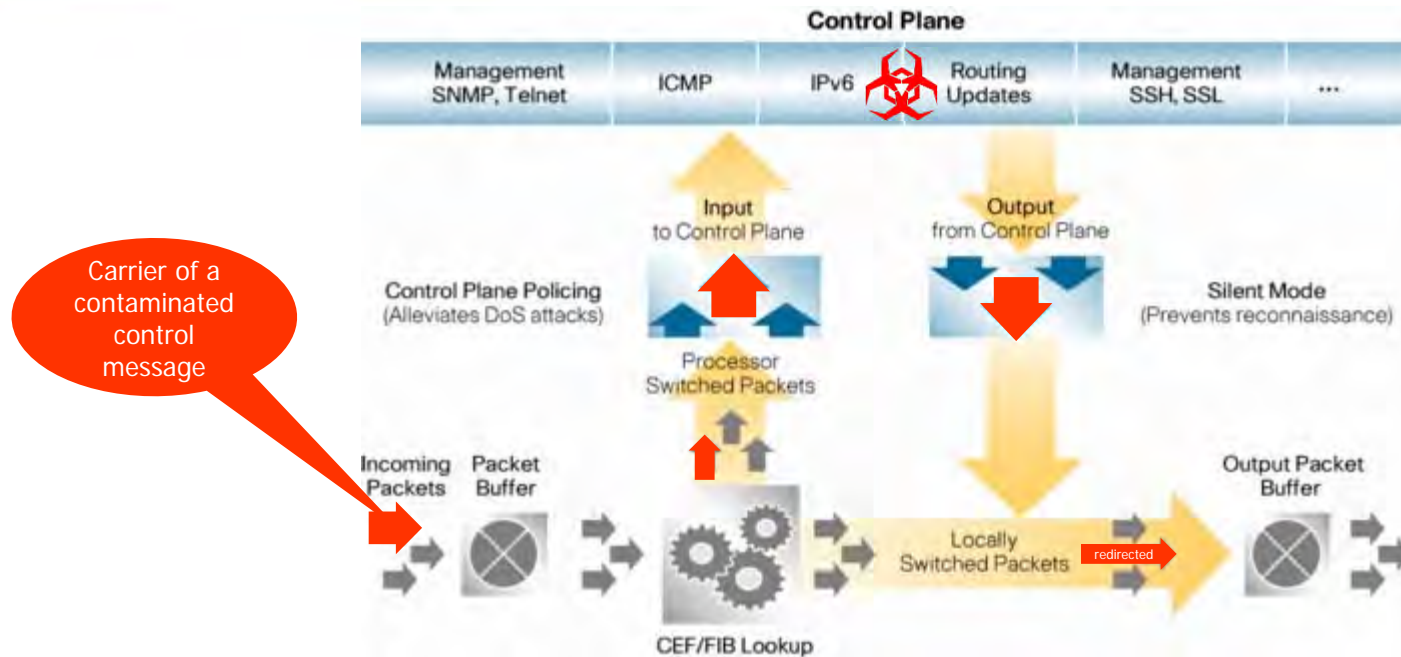 Control Plane
Management
SNMP, Telnet
ICMP
IPv6
Routing
Updates
Management
SSH, SSL
...
Input
to Control Plane
Output
from Control Plane
Carrier of a
contaminated
control
message
Control Plane Policing
(Alleviates DoS attacks)
Silent Mode
(Prevents reconnaissance)
Processor
Switched Packets
Incoming
Packets
Packet
Buffer
Output Packet
Buffer
Locally
Switched Packets
redirected
CEF/FIB Lookup